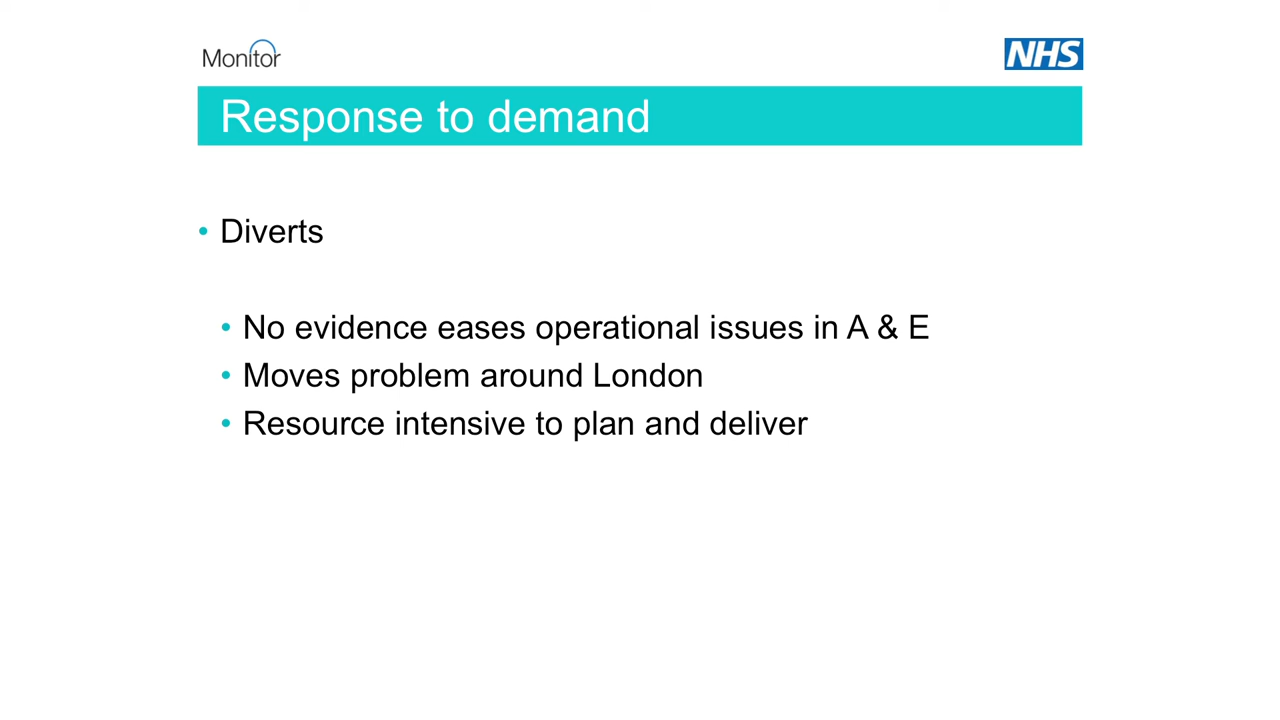 Monitor
NHS
Response to demand
• Diverts
• No evidence eases operational issues in A & E
• Moves problem around London
• Resource intensive to plan and deliver